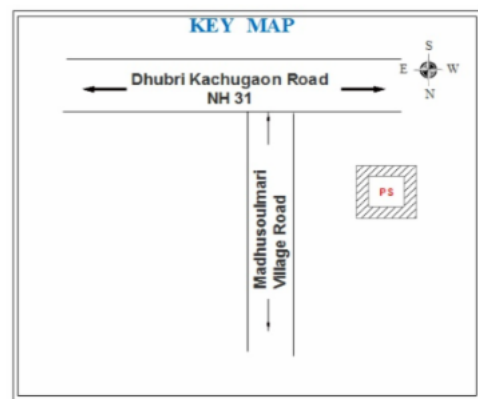 KEY MAP
S
E W
N
Dhubri Kachugaon Road
NH 31
PS
Madhusoulmari
Village Road